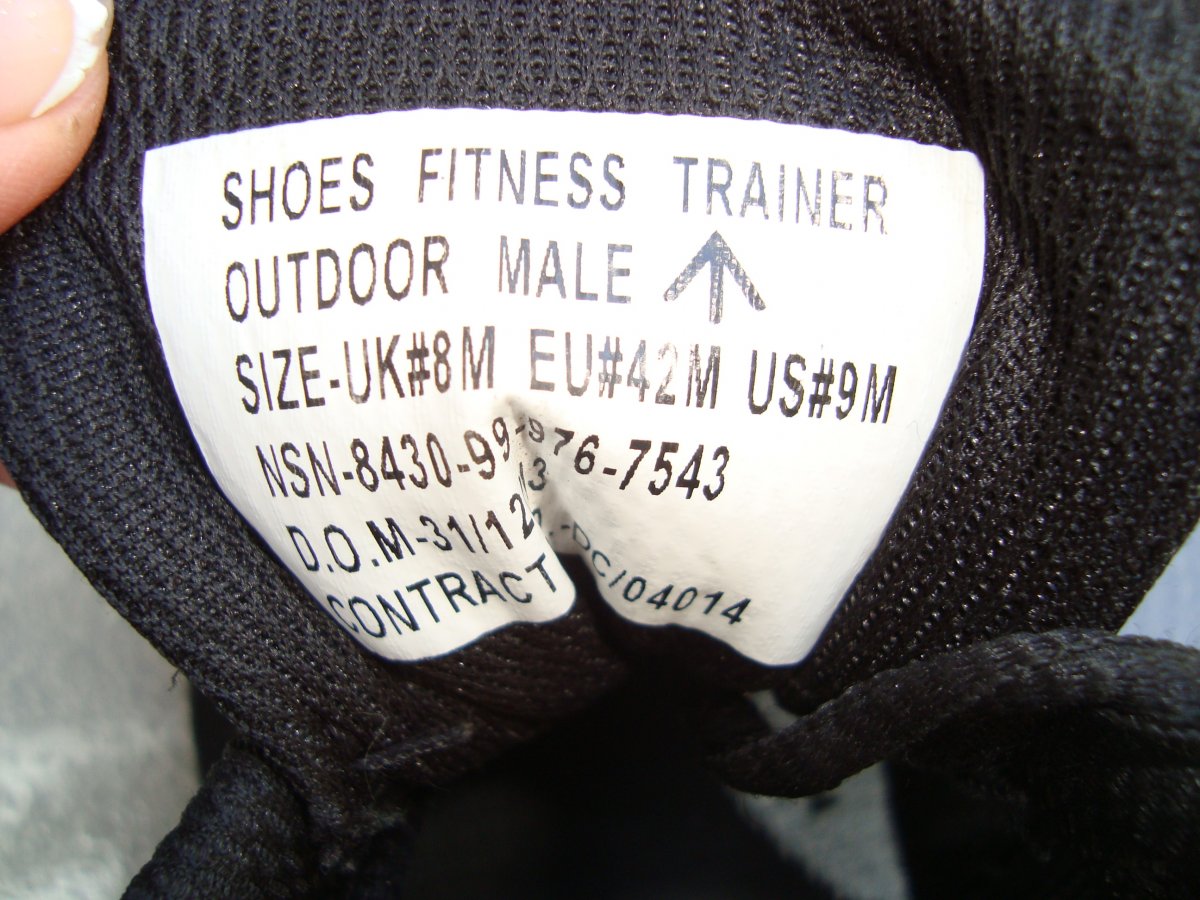 SHOES FITNESS TRAINER
OUTDOOR MALE ↑
SIZE-UK#8M EU#42M US#9M
NSN-8430-99-976-7543
D.O.M-31/12
CONTRACT DC/04014